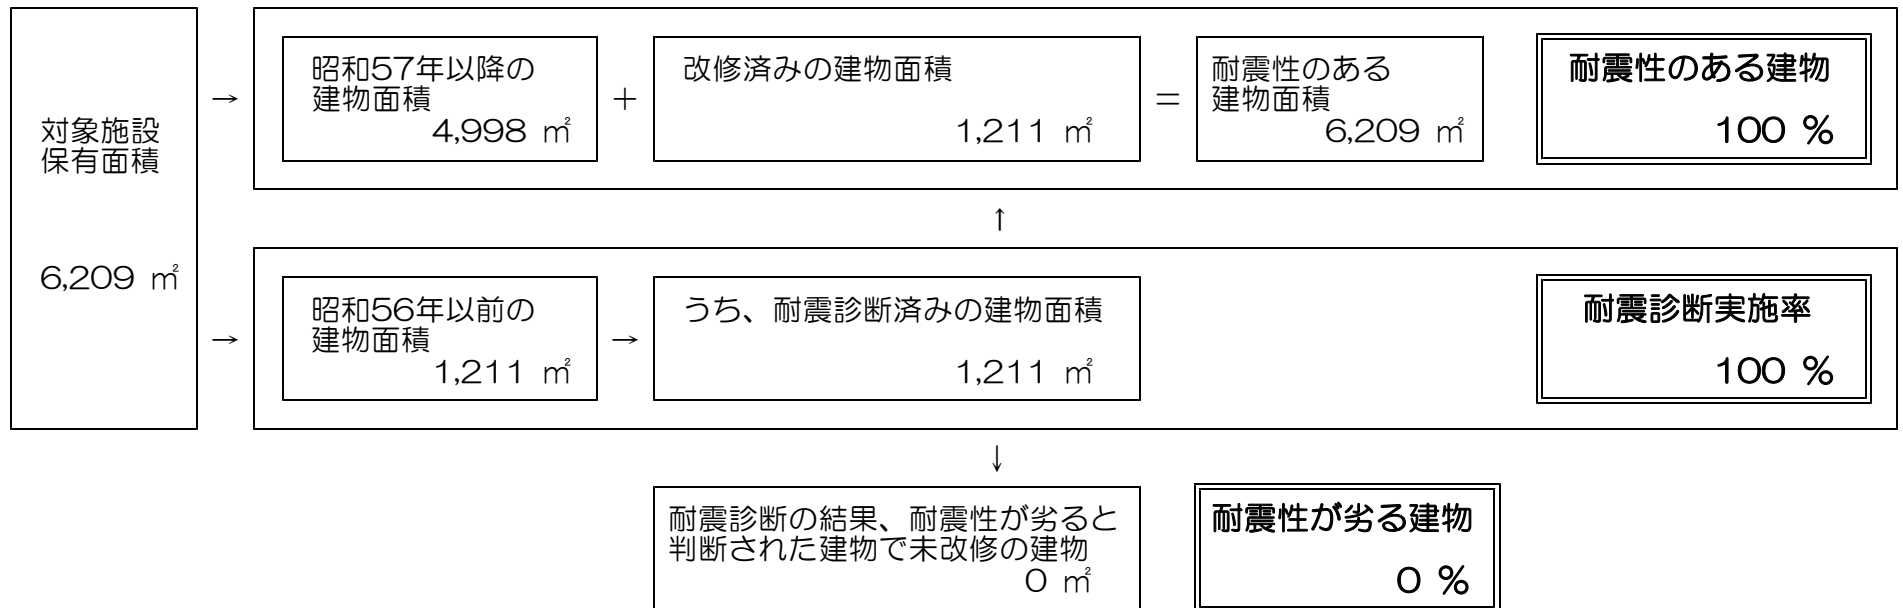 対象施設
保有面積
6,209 ㎡
→
昭和57年以降の
建物面積
4,998 ㎡
＋
改修済みの建物面積
1,211 ㎡
＝
耐震性のある
建物面積
6,209 ㎡
耐震性のある建物
100 %
↑
→
昭和56年以前の
建物面積
1,211 ㎡
→
うち、耐震診断済みの建物面積
1,211 ㎡
耐震診断実施率
100 %
↓
耐震診断の結果、耐震性が劣ると
判断された建物で未改修の建物
0 ㎡
耐震性が劣る建物
0 %